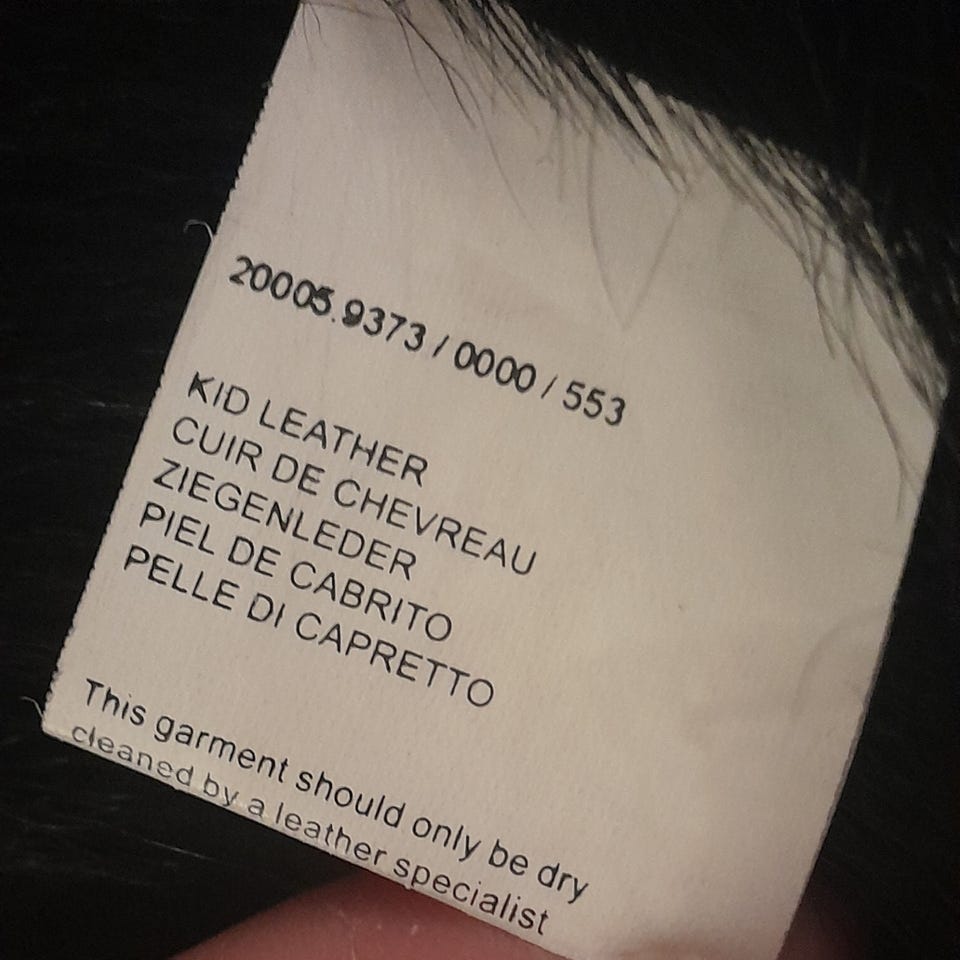 20005.9373 / 0000 / 553
KID LEATHER
CUIR DE CHEVREAU
ZIEGENLEDER
PIEL DE CABRITO
PELLE DI CAPRETTO
This garment should only be dry
cleaned by a leather specialist